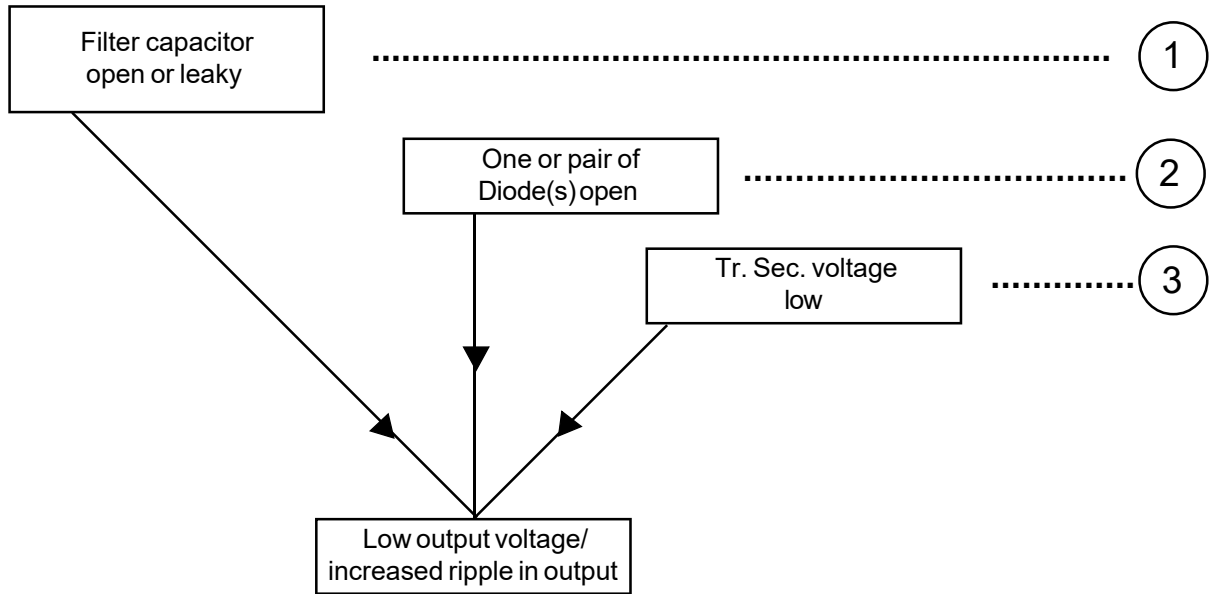 Filter capacitor
open or leaky
1
One or pair of
Diode(s) open
2
Tr. Sec. voltage
low
3
Low output voltage/
increased ripple in output